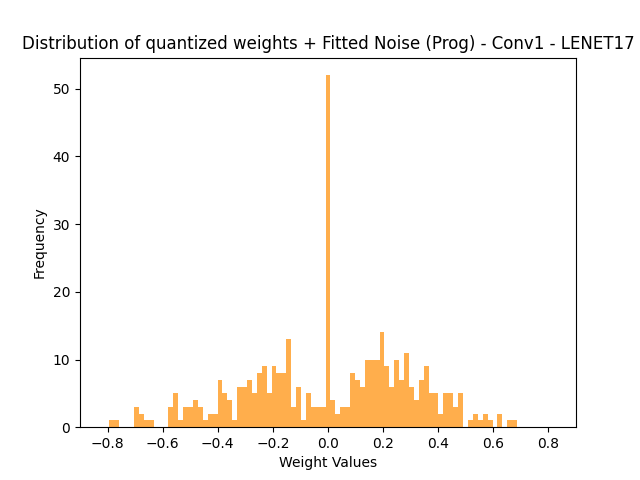 Distribution of quantized weights + Fitted Noise (Prog) - Conv1 - LENET17
50
40
30
20
10
0
Frequency
−0.8 −0.6 −0.4 −0.2 0.0 0.2 0.4 0.6 0.8
Weight Values